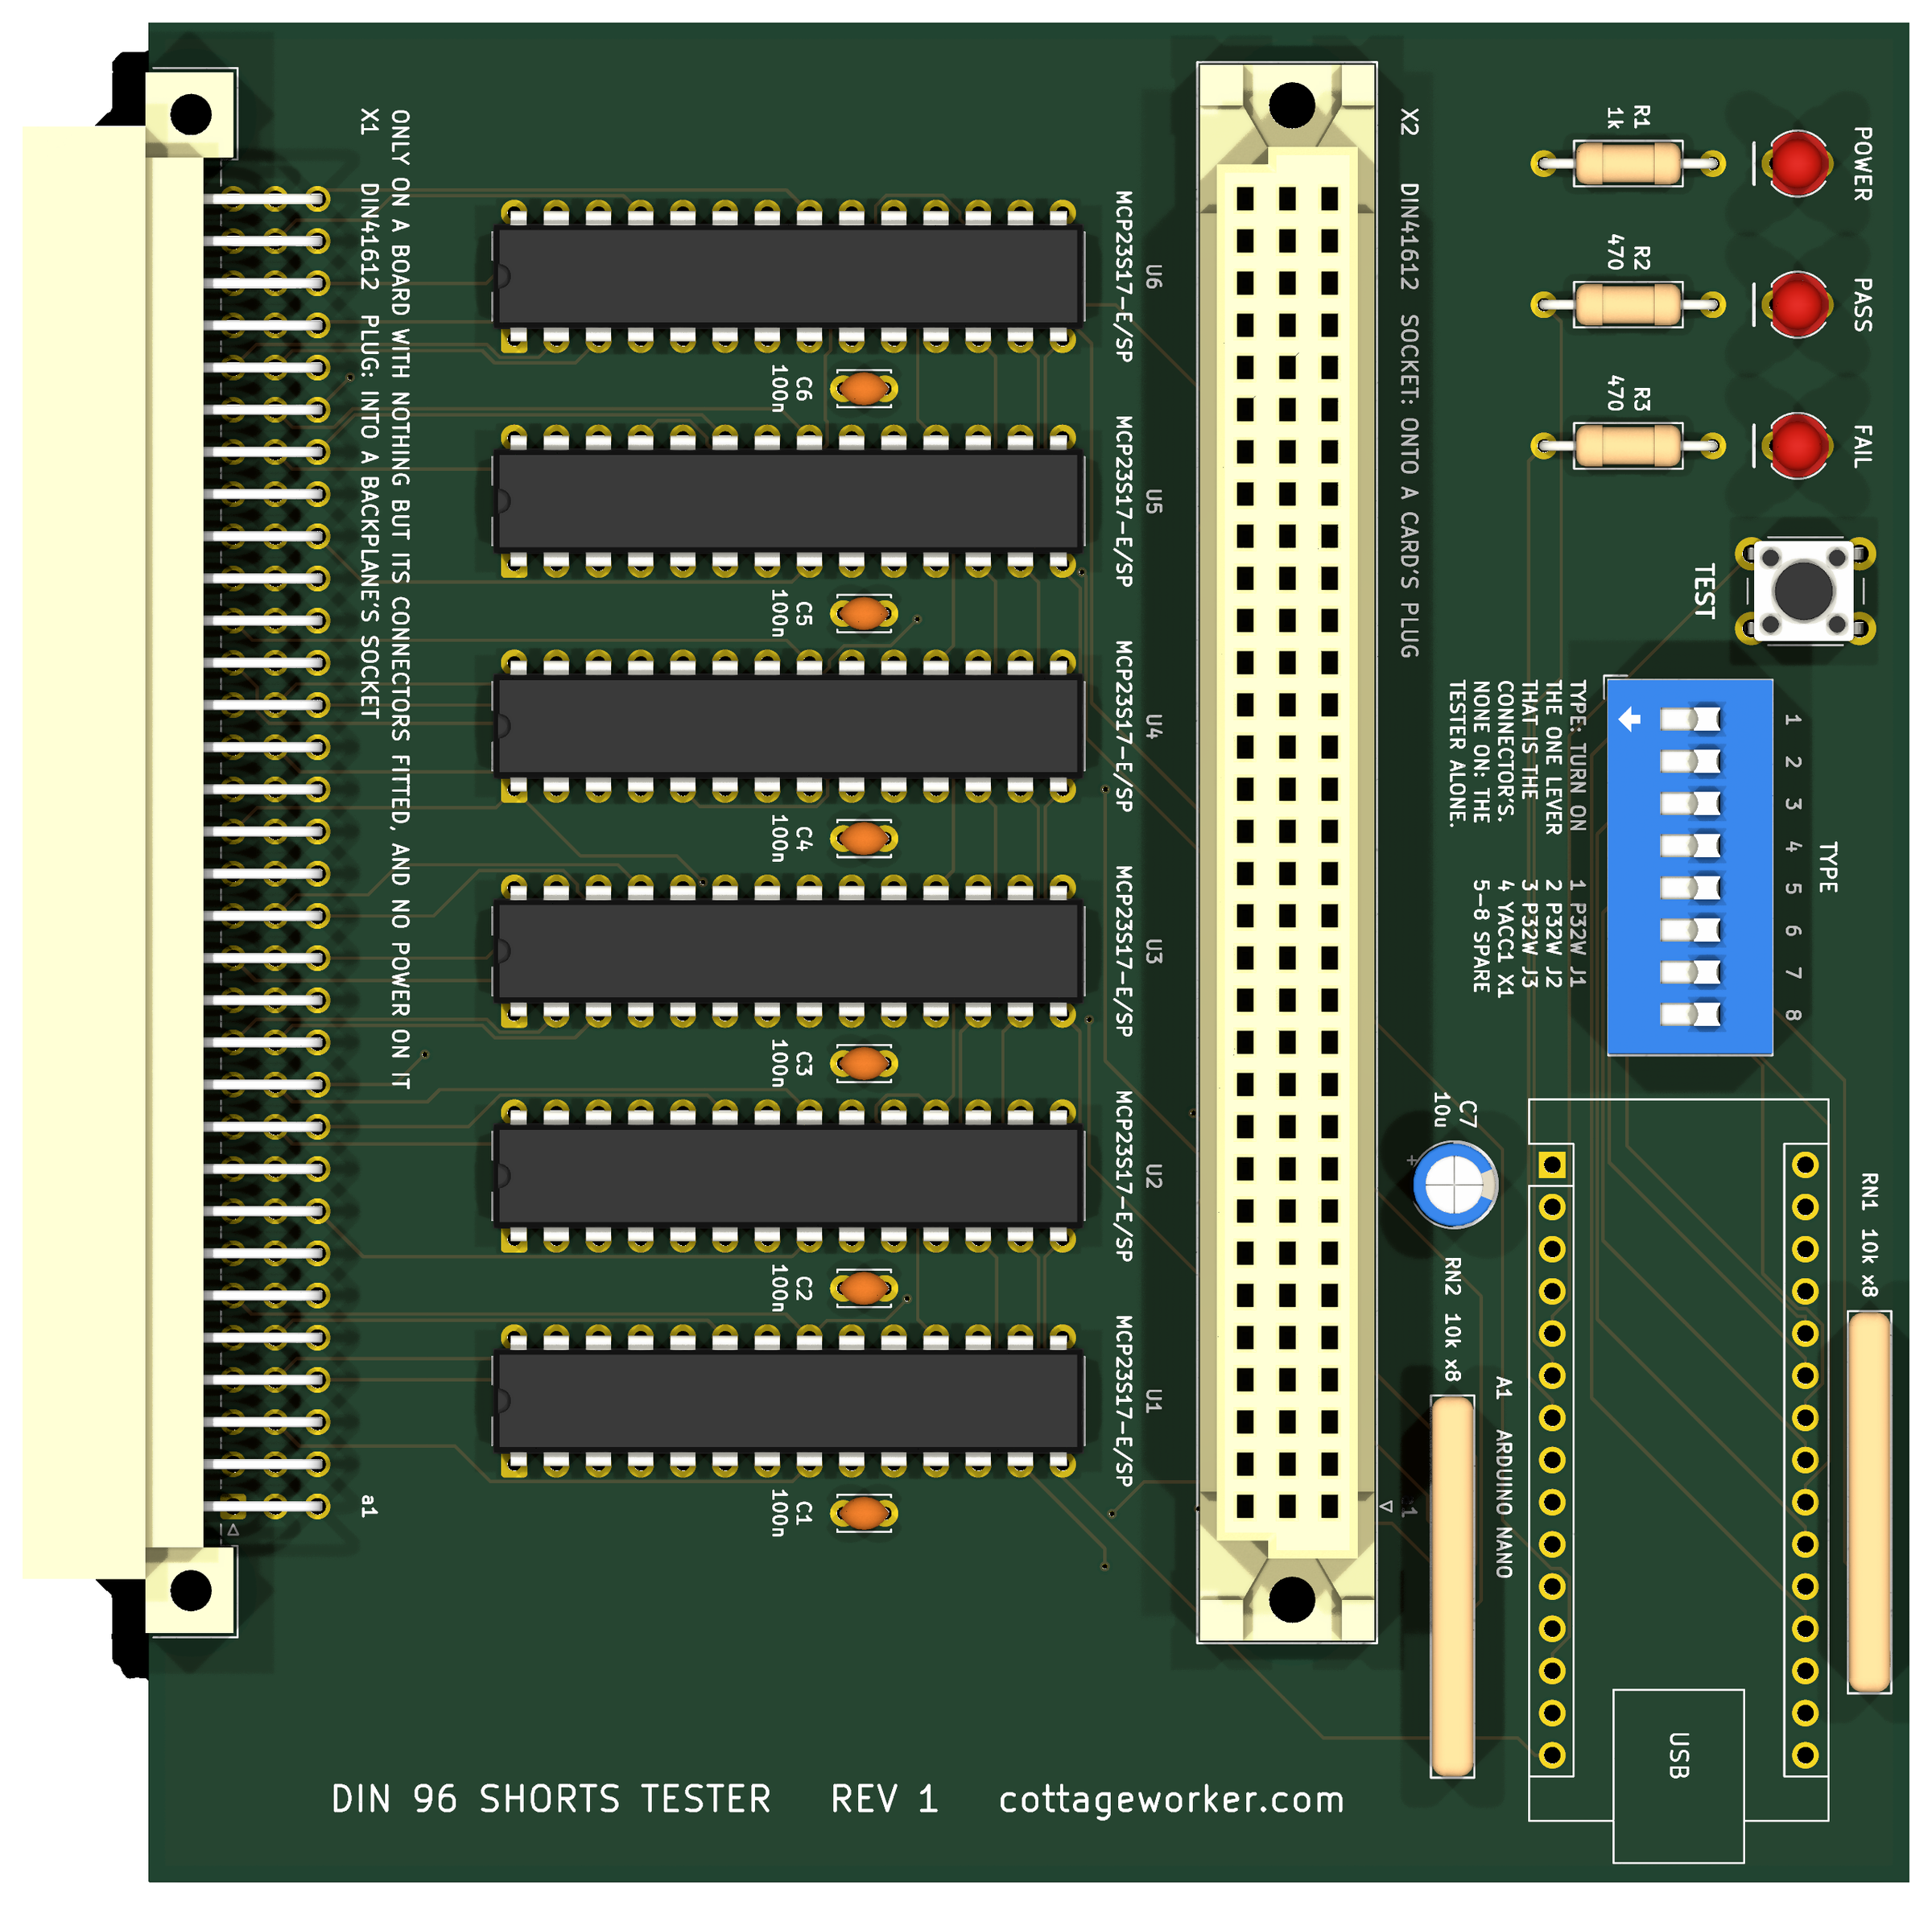 X1 DIN41612 PLUG: INTO A BACKPLANE'S SOCKET
ONLY ON A BOARD WITH NOTHING BUT ITS CONNECTORS FITTED, AND NO POWER ON IT
a1
U6
MCP23S17-E/SP
C6
100n
U5
MCP23S17-E/SP
C5
100n
U4
MCP23S17-E/SP
C4
100n
U3
MCP23S17-E/SP
C3
100n
U2
MCP23S17-E/SP
C2
100n
U1
MCP23S17-E/SP
C1
100n
X2 DIN41612 SOCKET: ONTO A CARD'S PLUG
R1
1k
POWER
R2
470
PASS
R3
470
FAIL
TEST
TYPE
1
2
3
4
5
6
7
8
TYPE: TURN ON
THE ONE LEVER
THAT IS THE
CONNECTOR'S.
NONE ON: THE
TESTER ALONE.
1 P32W J1
2 P32W J2
3 P32W J3
4 YACC1 X1
5-8 SPARE
C7
10u
+
RN2 10k x8
A1 ARDUINO NANO
RN1 10k x8
USB
DIN 96 SHORTS TESTER REV 1 cottageworker.com